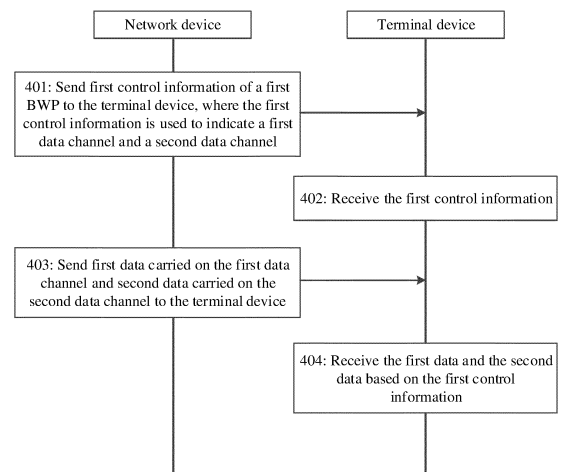 Network device
Terminal device
401: Send first control information of a first
BWP to the terminal device, where the first
control information is used to indicate a first
data channel and a second data channel
402: Receive the first control information
403: Send first data carried on the first data
channel and second data carried on the
second data channel to the terminal device
404: Receive the first data and the second
data based on the first control
information